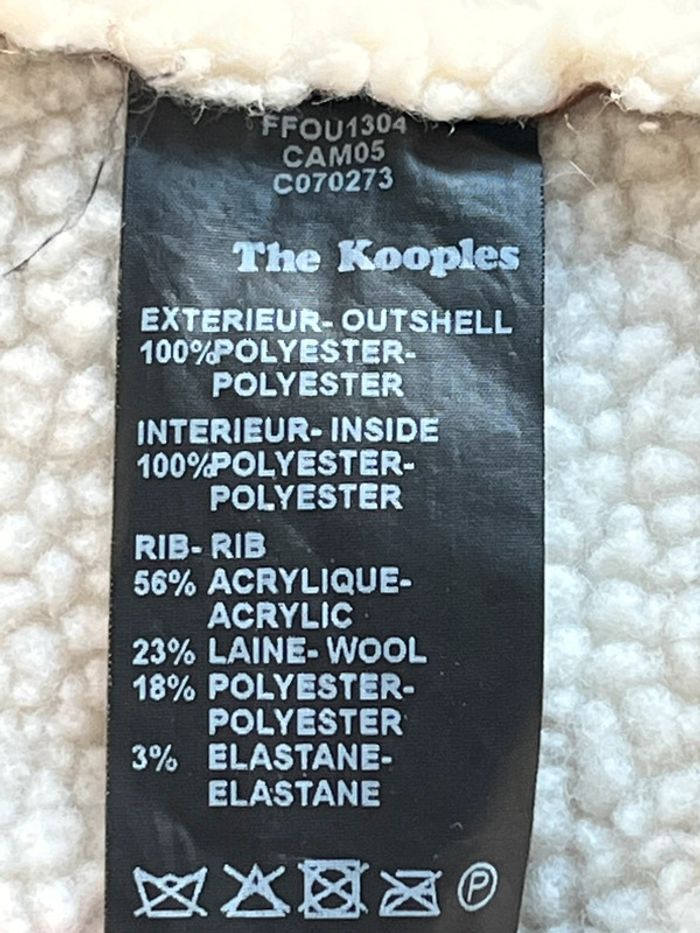 FFOU1304
CAM05
C070273
The Kooples
EXTERIEUR- OUTSHELL
100%POLYESTER-
POLYESTER
INTERIEUR- INSIDE
100%POLYESTER-
POLYESTER
RIB- RIB
56% ACRYLIQUE-
ACRYLIC
23% LAINE- WOOL
18% POLYESTER-
POLYESTER
3% ELASTANE-
ELASTANE
P